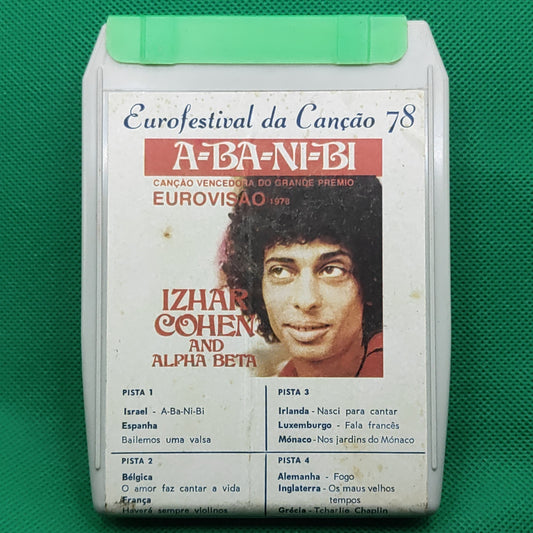 Eurofestival da Canção 78
A-BA-NI-BI
CANÇÃO VENCEDORA DO GRANDE PREMIO
EUROVISÃO 1978
IZHAR
COHEN
AND
ALPHA BETA
PISTA 1
Israel - A-Ba-Ni-Bi
Espanha
Bailemos uma valsa
PISTA 2
Bélgica
O amor faz cantar a vida
França
Haverá sempre violinos
PISTA 3
Irlanda - Nasci para cantar
Luxemburgo - Fala francês
Mónaco - Nos jardins do Mónaco
PISTA 4
Alemanha - Fogo
Inglaterra - Os maus velhos
tempos
Grécia - Tcharlie Chaplin